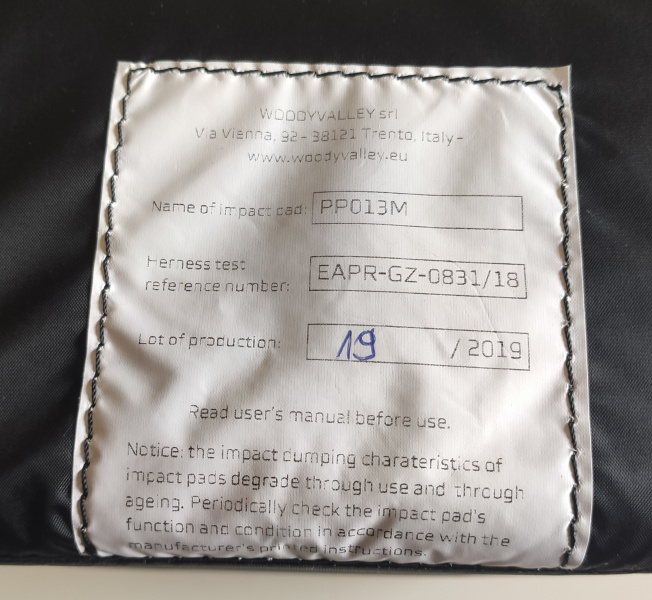 WOODYVALLEY srl
Via Vienna, 92 - 38121 Trento, Italy -
www.woodyvalley.eu
Name of impact pad: PP013M
Herness test
reference number: EAPR-GZ-0831/18
Lot of production: 19 / 2019
Read user's manual before use.
Notice: the impact dumping charateristics of
impact pads degrade through use and through
ageing. Periodically check the impact pad's
function and condition in accordance with the
manufacturer's printed instructions.